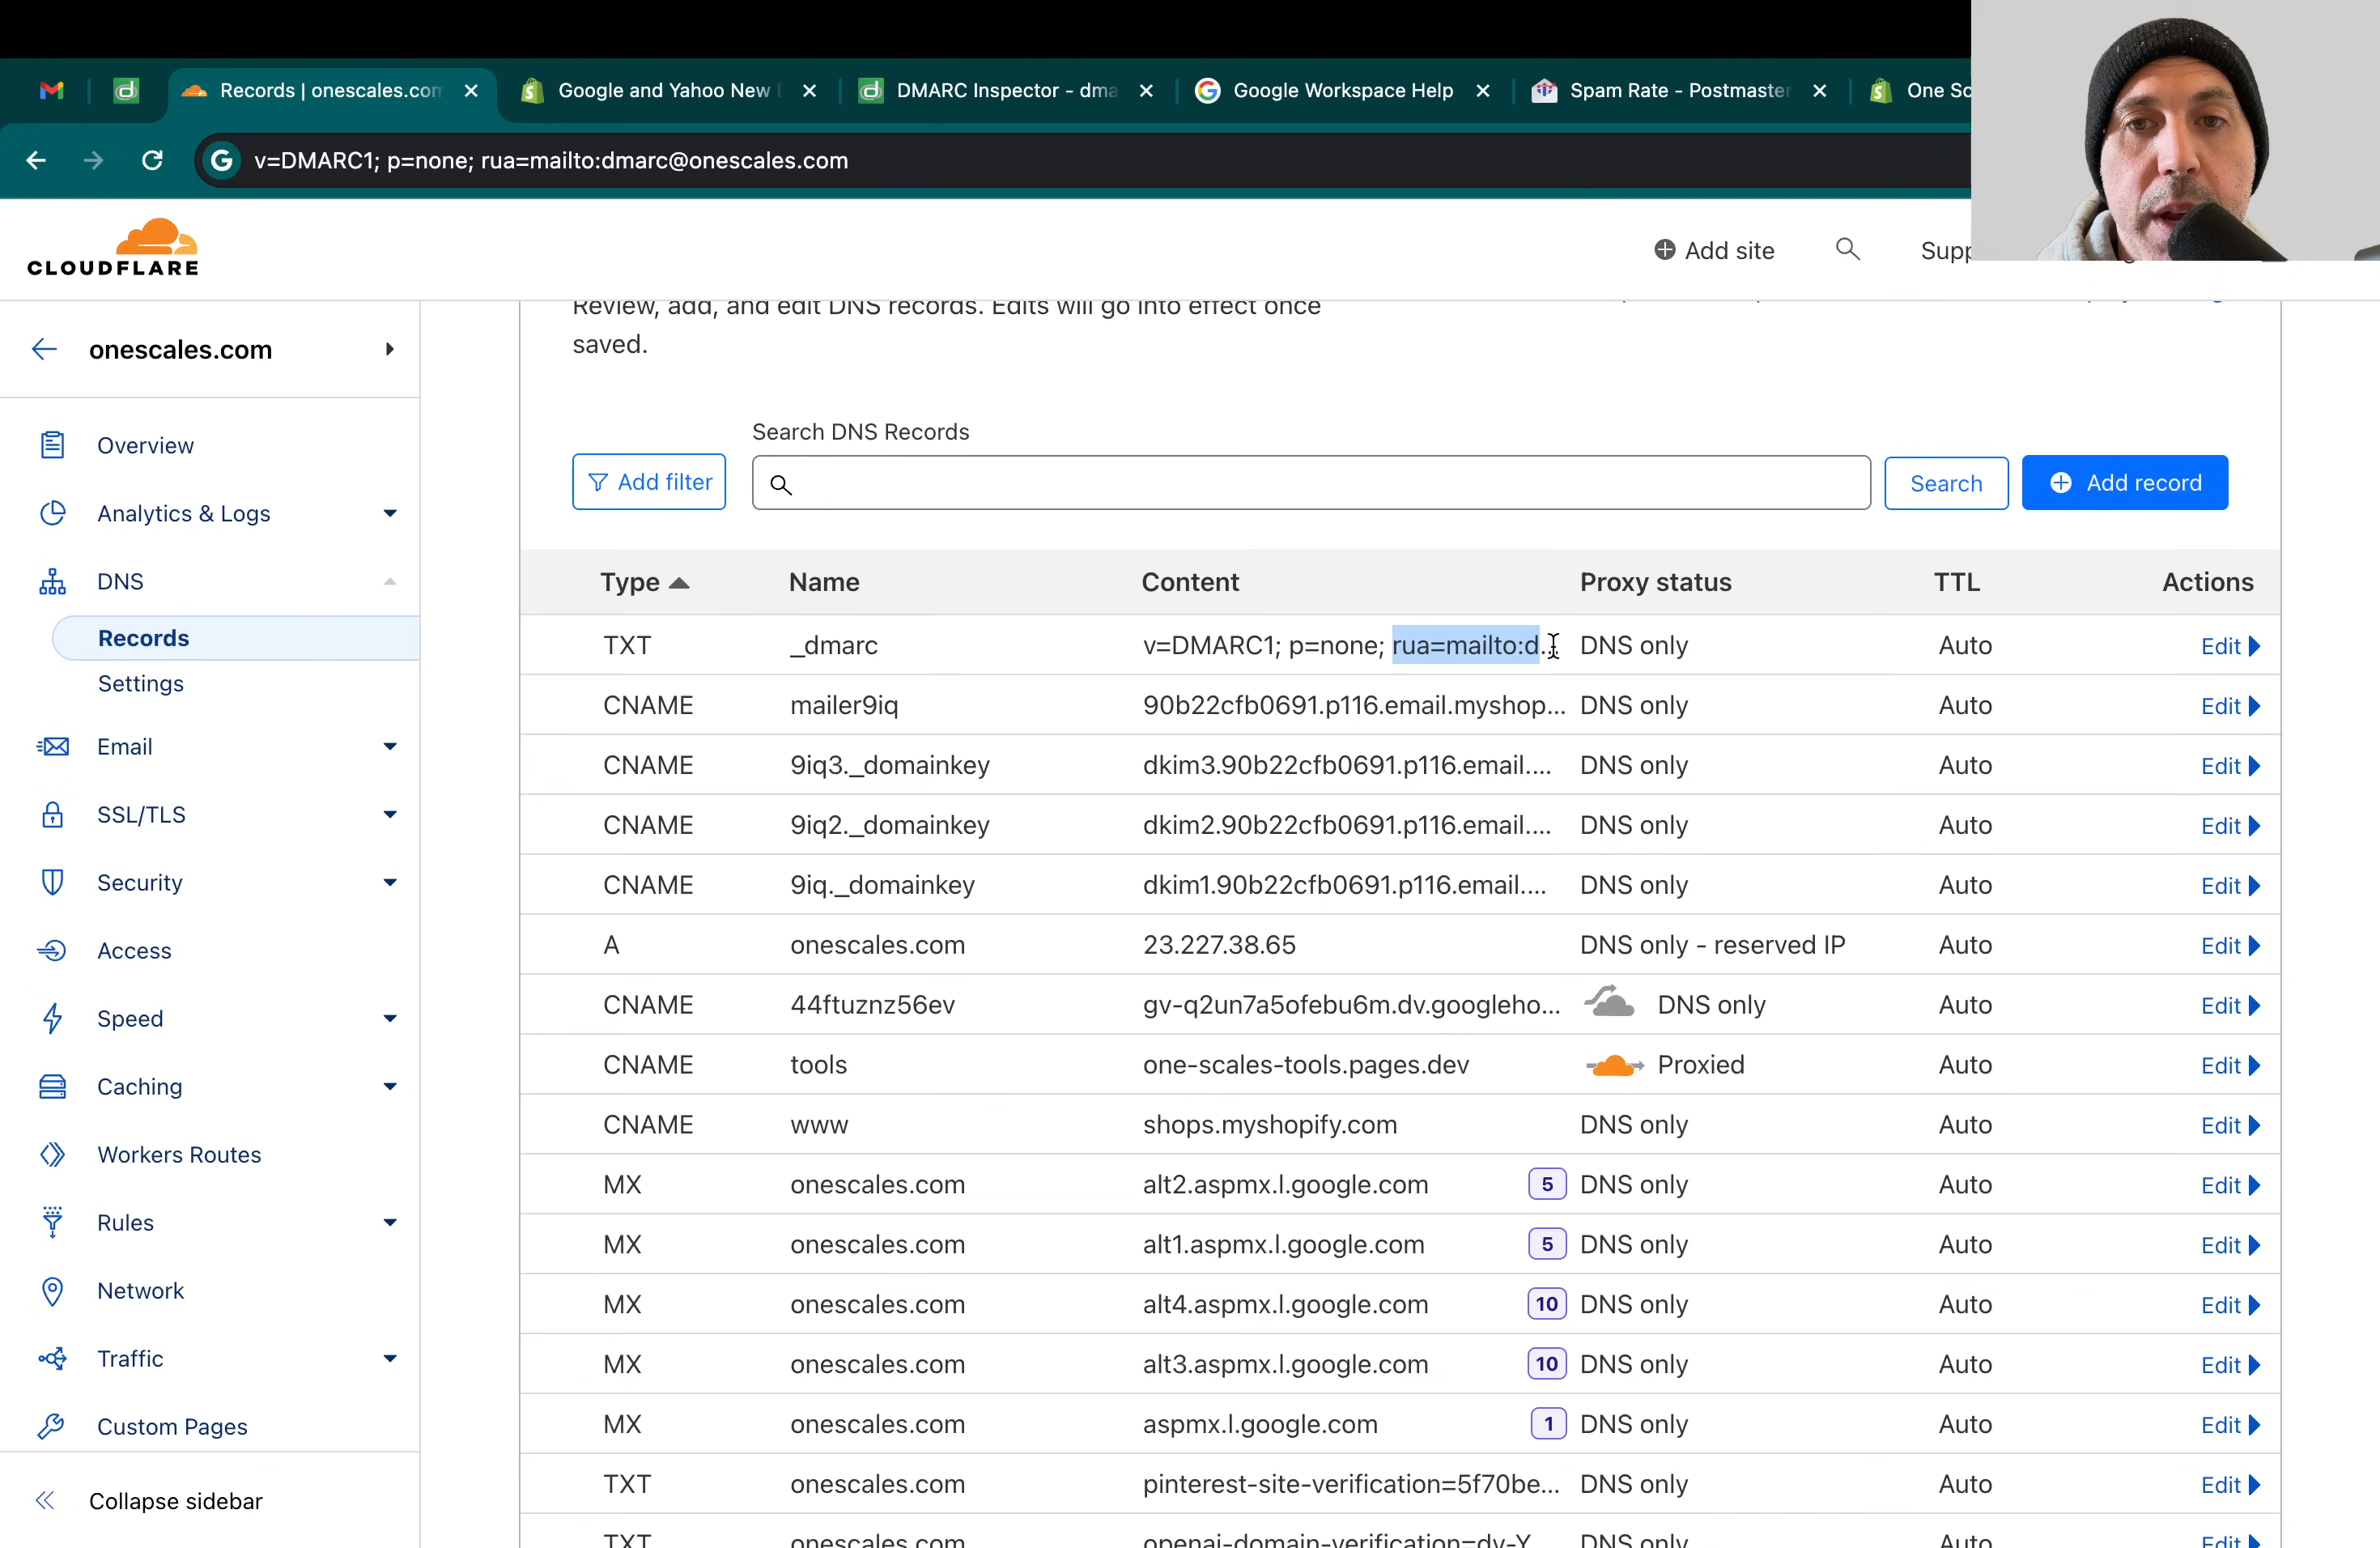 Records | onescales.com
Google and Yahoo New
DMARC Inspector - dma
Google Workspace Help
Spam Rate - Postmaster
One Sc
v=DMARC1; p=none; rua=mailto:dmarc@onescales.com
CLOUDFLARE
Add site
Supp
onescales.com
Overview
Analytics & Logs
DNS
Records
Settings
Email
SSL/TLS
Security
Access
Speed
Caching
Workers Routes
Rules
Network
Traffic
Custom Pages
Collapse sidebar
Review, add, and edit DNS records. Edits will go into effect once
saved.
Search DNS Records
Add filter
Search
Add record
Type Name Content Proxy status TTL Actions
TXT _dmarc v=DMARC1; p=none; rua=mailto:d... DNS only Auto Edit
CNAME mailer9iq 90b22cfb0691.p116.email.myshop... DNS only Auto Edit
CNAME 9iq3._domainkey dkim3.90b22cfb0691.p116.email.... DNS only Auto Edit
CNAME 9iq2._domainkey dkim2.90b22cfb0691.p116.email.... DNS only Auto Edit
CNAME 9iq._domainkey dkim1.90b22cfb0691.p116.email.... DNS only Auto Edit
A onescales.com 23.227.38.65 DNS only - reserved IP Auto Edit
CNAME 44ftuznz56ev gv-q2un7a5ofebu6m.dv.googleho... DNS only Auto Edit
CNAME tools one-scales-tools.pages.dev Proxied Auto Edit
CNAME www shops.myshopify.com DNS only Auto Edit
MX onescales.com alt2.aspmx.l.google.com 5 DNS only Auto Edit
MX onescales.com alt1.aspmx.l.google.com 5 DNS only Auto Edit
MX onescales.com alt4.aspmx.l.google.com 10 DNS only Auto Edit
MX onescales.com alt3.aspmx.l.google.com 10 DNS only Auto Edit
MX onescales.com aspmx.l.google.com 1 DNS only Auto Edit
TXT onescales.com pinterest-site-verification=5f70be... DNS only Auto Edit
TXT onescales.com openai-domain-verification=dv-Y DNS only Auto Edit